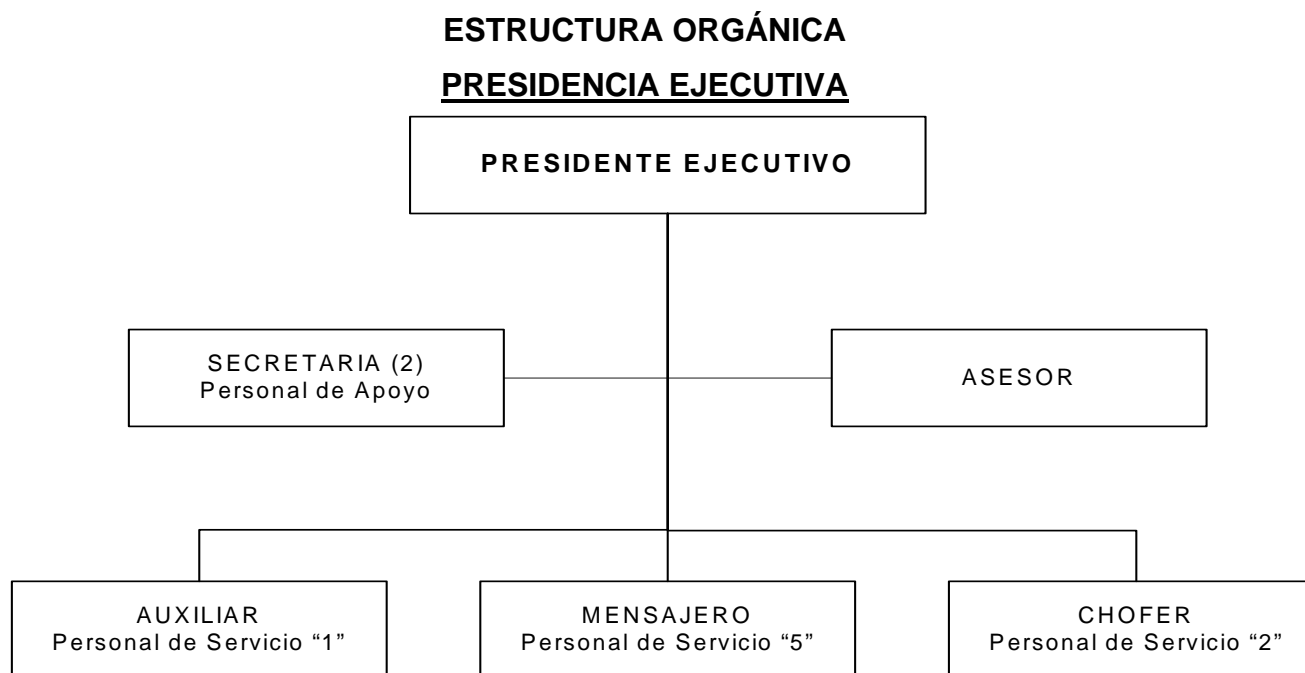 ESTRUCTURA ORGÁNICA
PRESIDENCIA EJECUTIVA
PRESIDENTE EJECUTIVO
SECRETARIA (2)
Personal de Apoyo
ASESOR
AUXILIAR
Personal de Servicio “1”
MENSAJERO
Personal de Servicio “5”
CHOFER
Personal de Servicio “2”